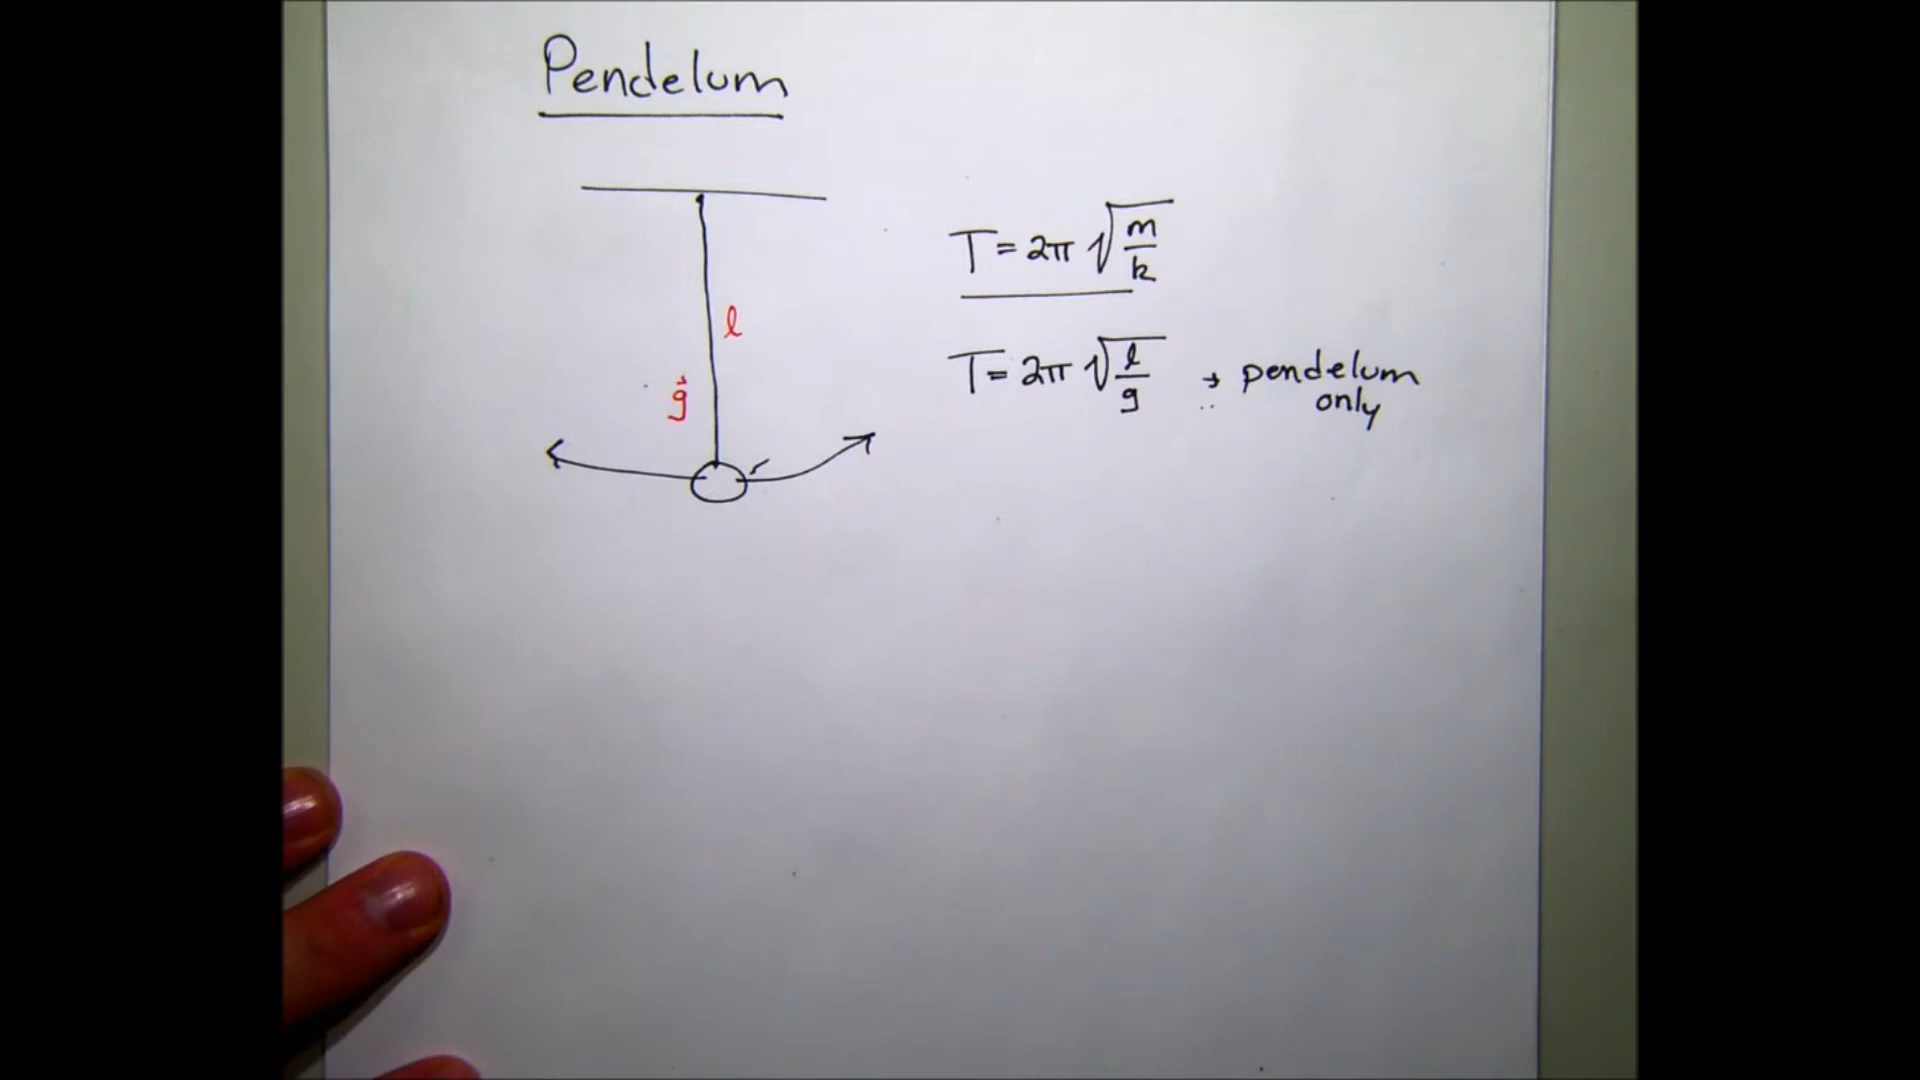 Pendelum
T = 2π √(m/k)
l
T = 2π √(l/g) → pendelum
only
g⃗